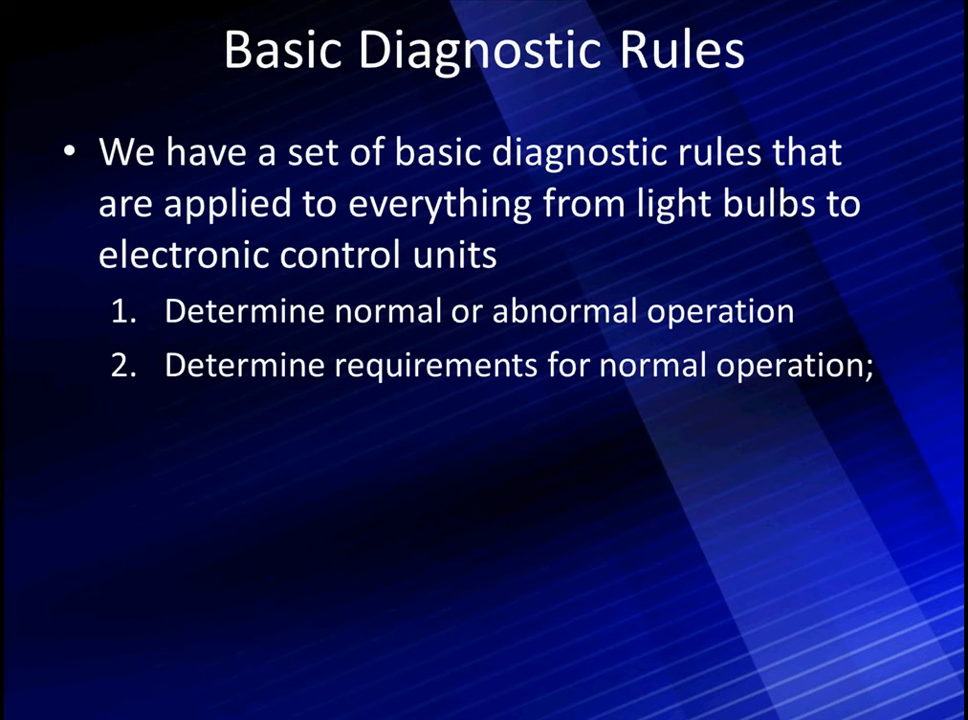 Basic Diagnostic Rules
• We have a set of basic diagnostic rules that
are applied to everything from light bulbs to
electronic control units
1. Determine normal or abnormal operation
2. Determine requirements for normal operation;